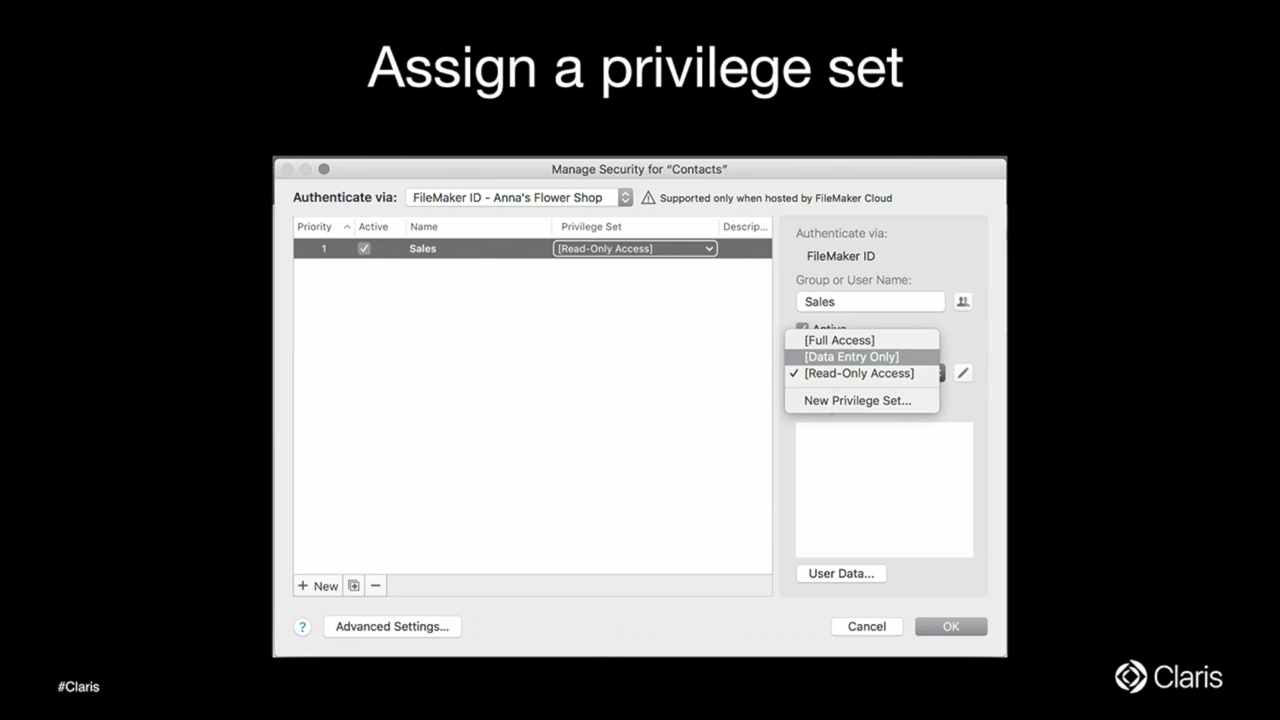 Assign a privilege set
Manage Security for “Contacts”
Authenticate via: FileMaker ID - Anna's Flower Shop Supported only when hosted by FileMaker Cloud
Priority Active Name Privilege Set Descrip...
1 Sales [Read-Only Access]
Authenticate via:
FileMaker ID
Group or User Name:
Sales
Active
[Full Access]
[Data Entry Only]
[Read-Only Access]
New Privilege Set...
User Data...
+ New
? Advanced Settings... Cancel OK
#Claris
Claris